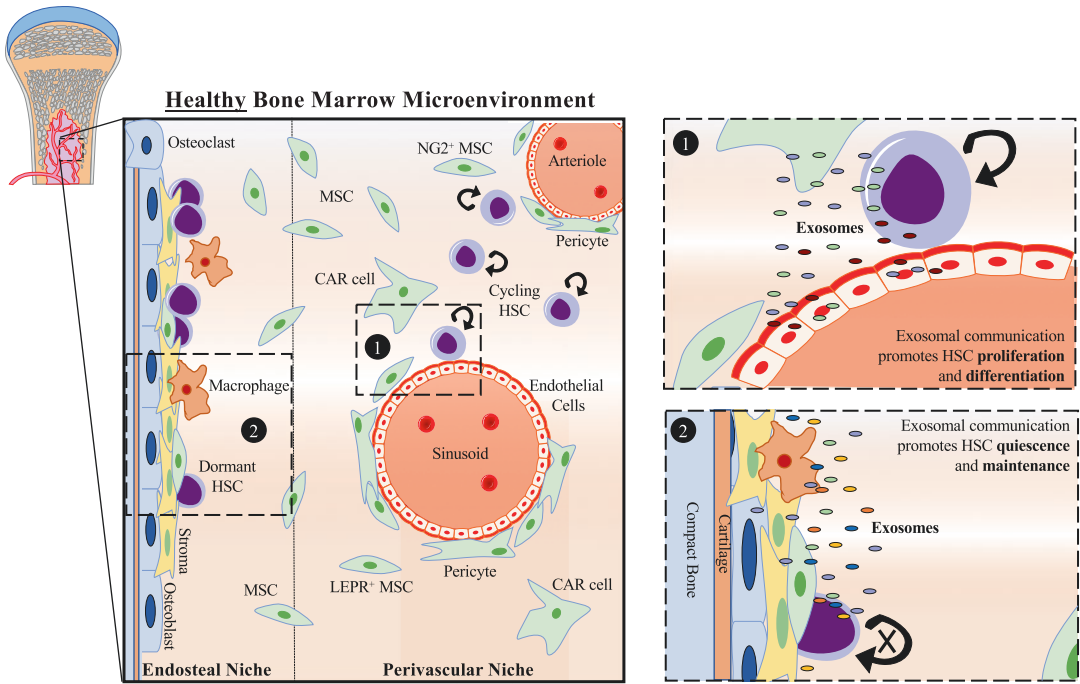 Healthy Bone Marrow Microenvironment
Osteoclast
NG2⁺ MSC
Arteriole
MSC
Pericyte
CAR cell
Cycling
HSC
1
Macrophage
Endothelial
Cells
2
Sinusoid
Dormant
HSC
Stroma
Osteoblast
Pericyte
LEPR⁺ MSC
MSC
CAR cell
Endosteal Niche
Perivascular Niche
1
Exosomes
Exosomal communication
promotes HSC proliferation
and differentiation
2
Exosomal communication
promotes HSC quiescence
and maintenance
Exosomes
Compact Bone
Cartilage
X